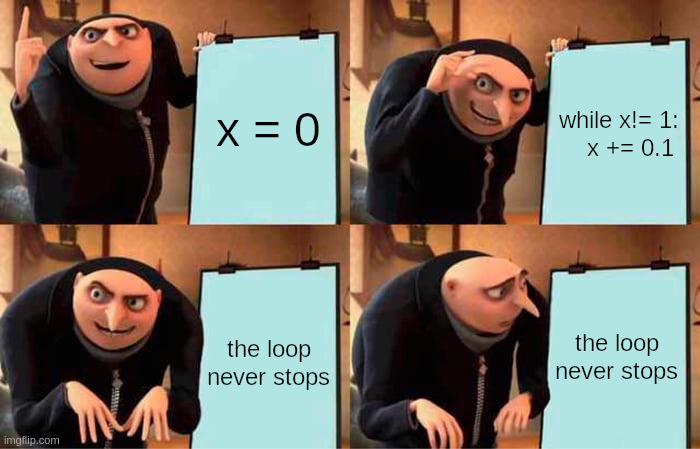 x = 0
while x!= 1:
x += 0.1
the loop
never stops
the loop
never stops
imgflip.com